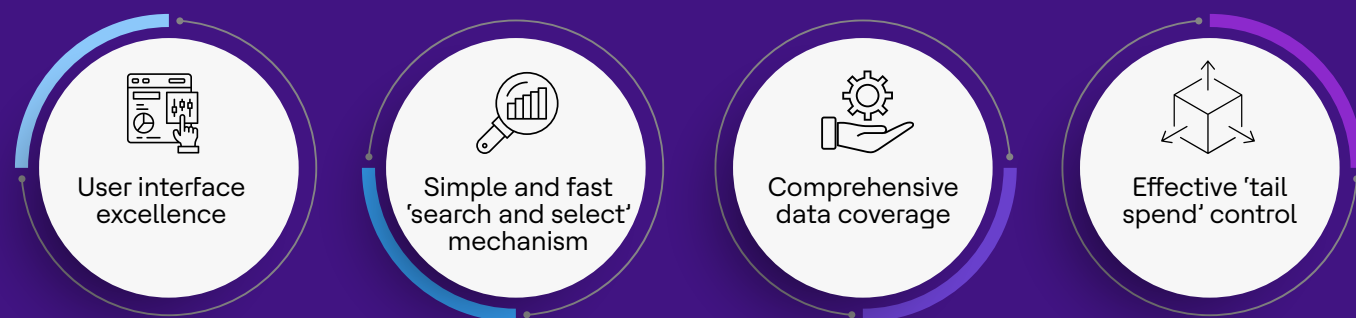 User interface
excellence
Simple and fast
‘search and select’
mechanism
Comprehensive
data coverage
Effective ‘tail
spend’ control